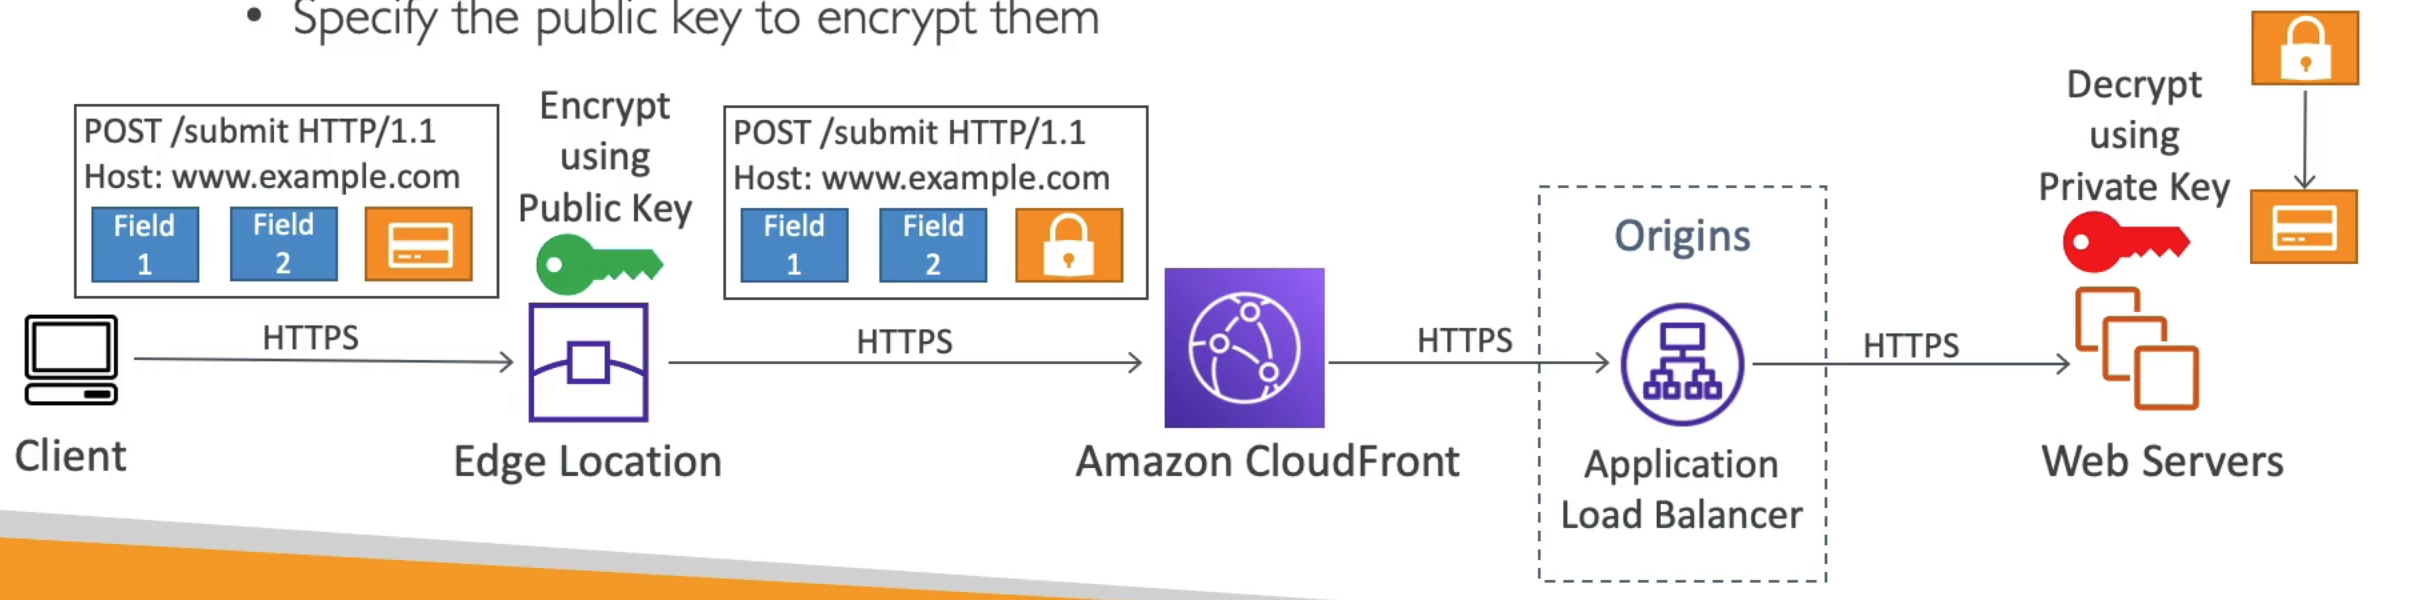 • Specify the public key to encrypt them
POST /submit HTTP/1.1
Host: www.example.com
Field
1
Field
2
Encrypt
using
Public Key
POST /submit HTTP/1.1
Host: www.example.com
Field
1
Field
2
Origins
Decrypt
using
Private Key
HTTPS
HTTPS
HTTPS
HTTPS
Client
Edge Location
Amazon CloudFront
Application
Load Balancer
Web Servers